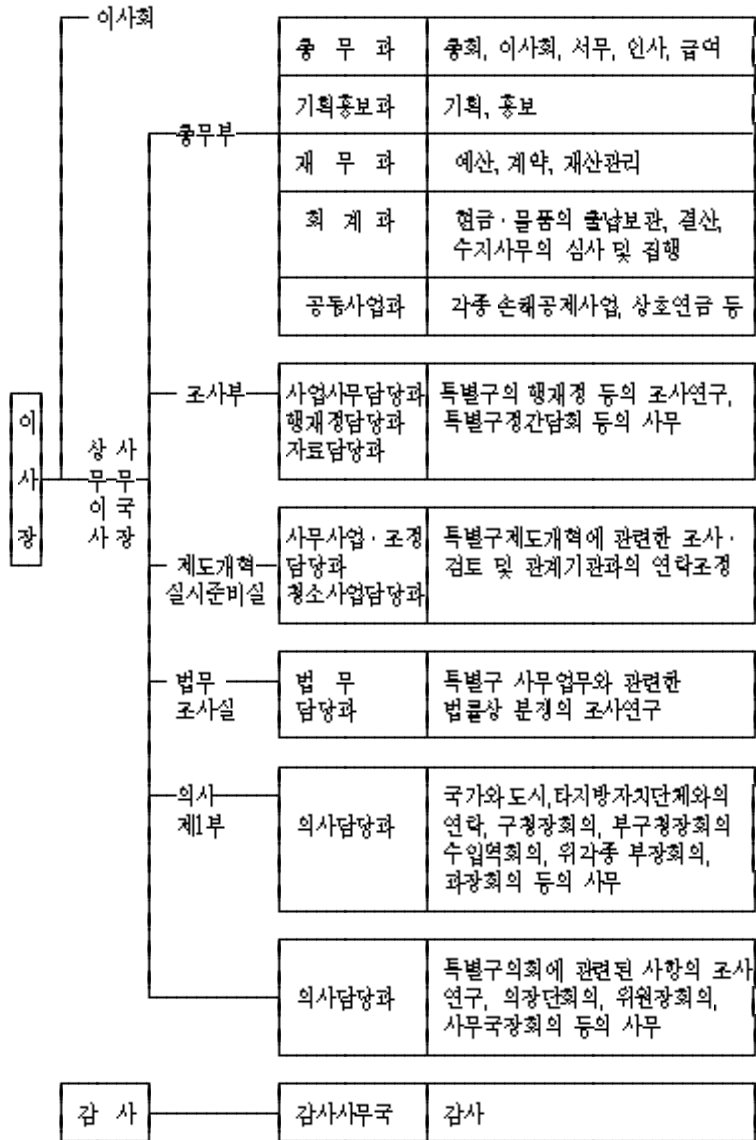 이사회
총 무 과 총회, 이사회, 서무, 인사, 급여
기획홍보과 기획, 홍보
총무부
재 무 과 예산, 계약, 재산관리
회 계 과 현금·물품의 출납보관, 결산,
수지사무의 심사 및 집행
공동사업과 각종 손해공제사업, 상호연금 등
이사장
상무이사
사무국장
조사부 사업사무담당과 특별구의 행재정 등의 조사연구,
행재정담당과 특별구정간담회 등의 사무
자료담당과
사무사업·조정 특별구제도개혁에 관련한 조사·
제도개혁 담당과 검토 및 관계기관과의 연락조정
실시준비실 청소사업담당과
법무 법 무 특별구 사무업무와 관련한
조사실 담당과 법률상 분쟁의 조사연구
의사 국가와 도시,타지방자치단체와의
제1부 의사담당과 연락, 구청장회의, 부구청장회의
수입역회의, 위각종 부장회의,
과장회의 등의 사무
특별구의회에 관련된 사항의 조사
의사담당과 연구, 의장단회의, 위원장회의,
사무국장회의 등의 사무
감 사 감사사무국 감사